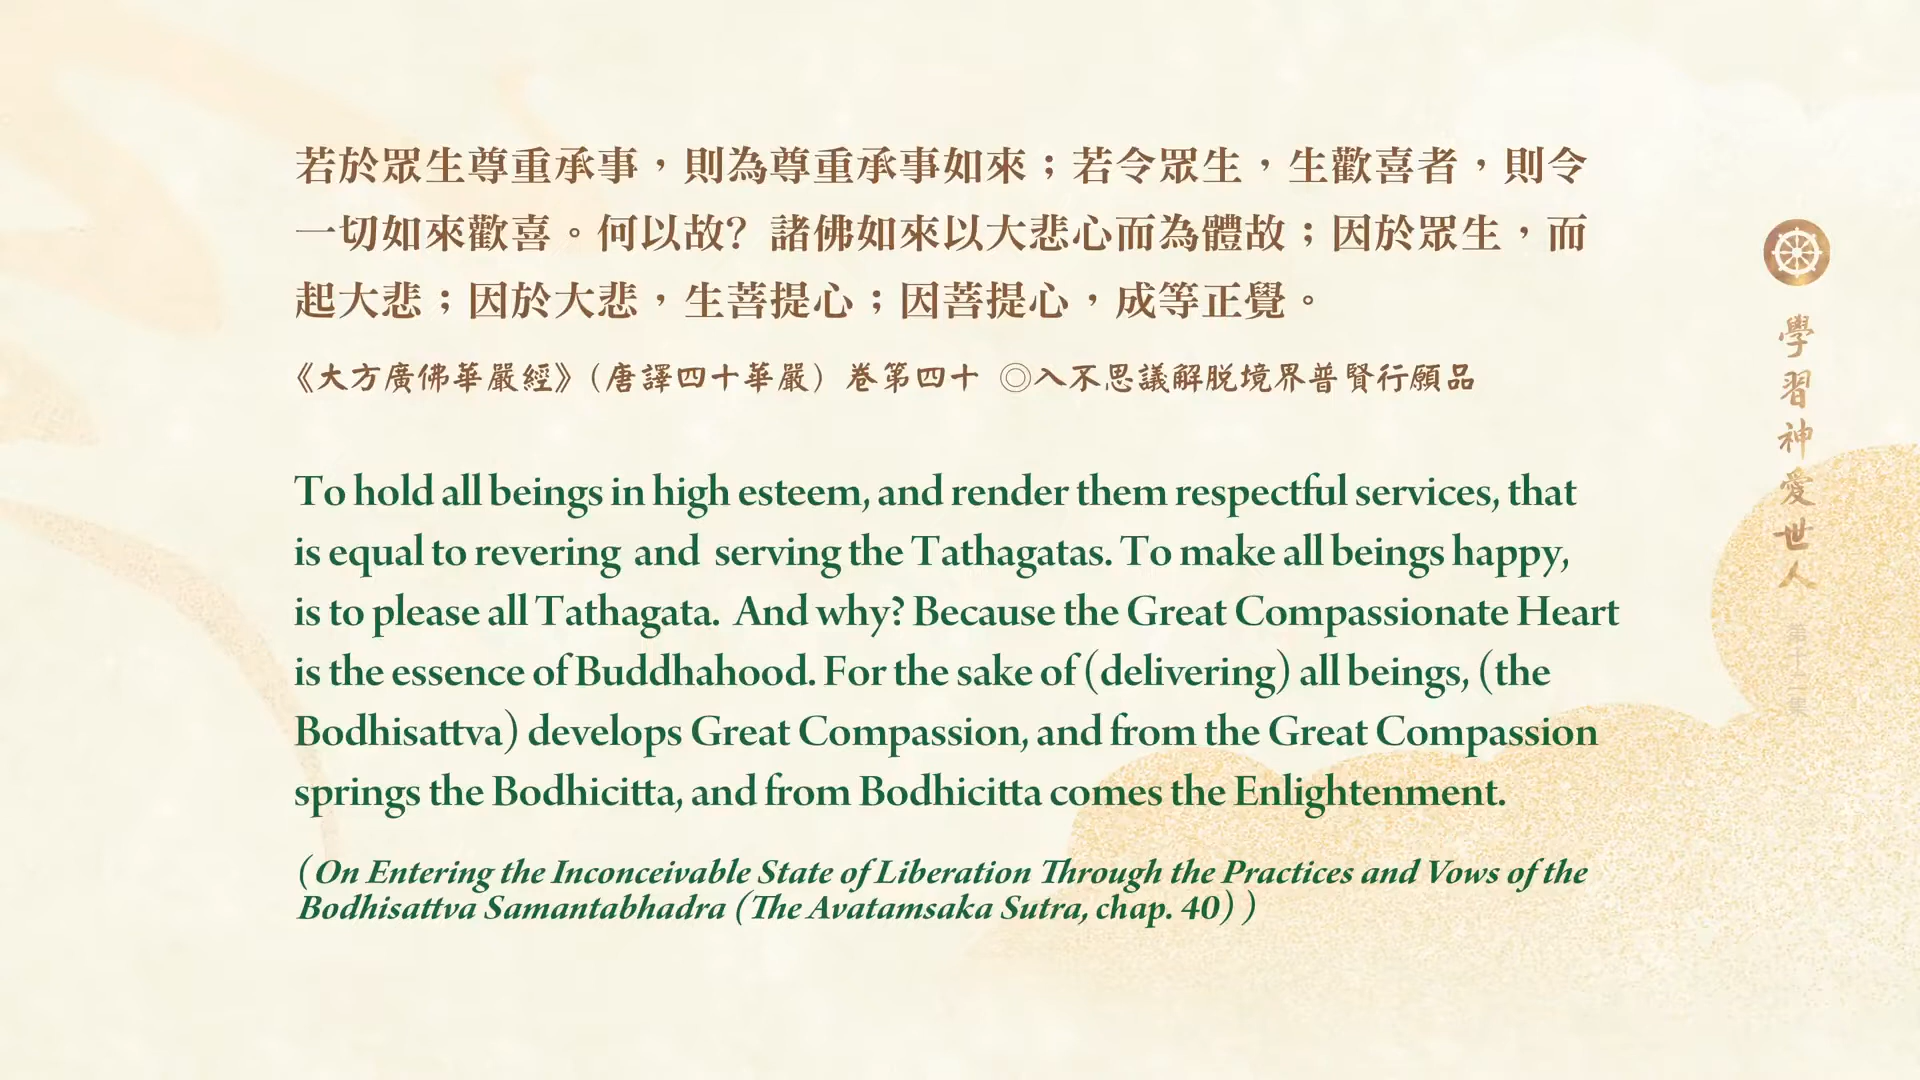 若於眾生尊重承事，則為尊重承事如來；若令眾生，生歡喜者，則令
一切如來歡喜。何以故？諸佛如來以大悲心而為體故；因於眾生，而
起大悲；因於大悲，生菩提心；因菩提心，成等正覺。
《大方廣佛華嚴經》（唐譯四十華嚴）卷第四十 ◎入不思議解脫境界普賢行願品
To hold all beings in high esteem, and render them respectful services, that
is equal to revering and serving the Tathagatas. To make all beings happy,
is to please all Tathagata. And why? Because the Great Compassionate Heart
is the essence of Buddhahood. For the sake of (delivering) all beings, (the
Bodhisattva) develops Great Compassion, and from the Great Compassion
springs the Bodhicitta, and from Bodhicitta comes the Enlightenment.
(On Entering the Inconceivable State of Liberation Through the Practices and Vows of the
Bodhisattva Samantabhadra (The Avatamsaka Sutra, chap. 40) )
學習神愛世人
第十二集